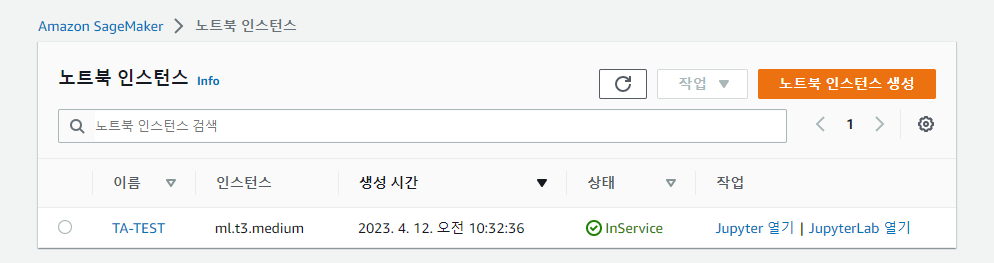 Amazon SageMaker > 노트북 인스턴스
노트북 인스턴스 Info
작업 ▼ 노트북 인스턴스 생성
노트북 인스턴스 검색
< 1 >
이름 인스턴스 생성 시간 ▼ 상태 작업
TA-TEST ml.t3.medium 2023. 4. 12. 오전 10:32:36 InService Jupyter 열기 | JupyterLab 열기